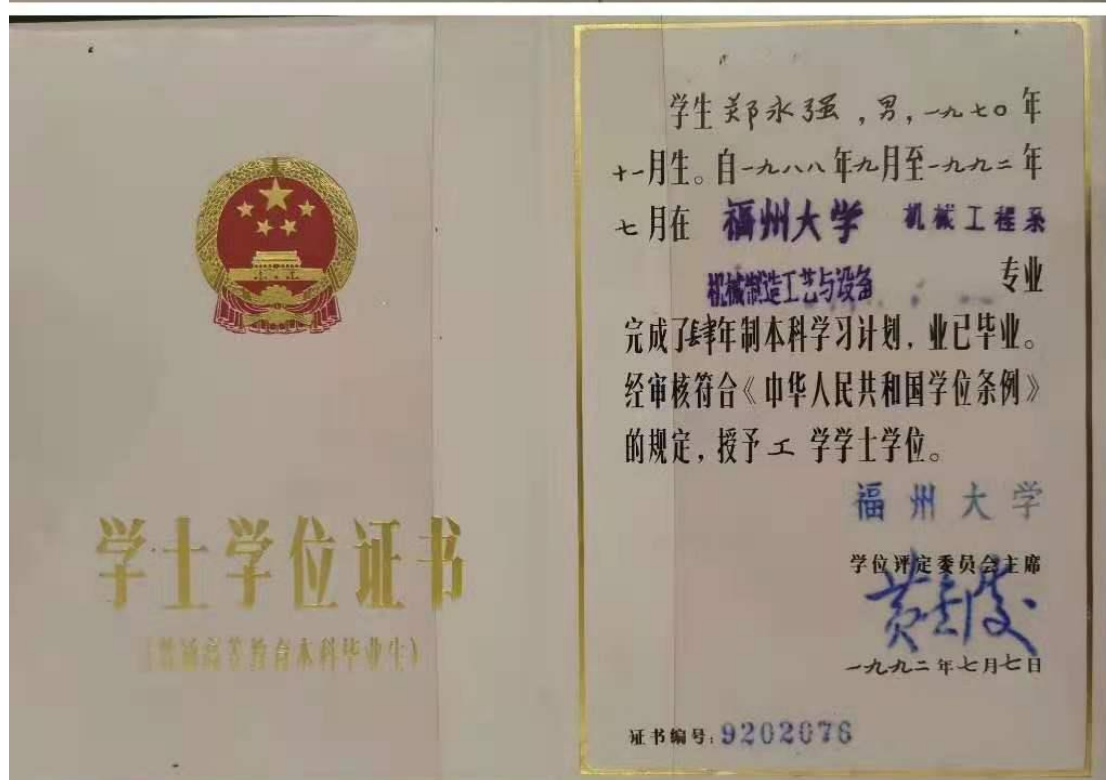 学士学位证书
(普通高等教育本科毕业生)
学生郑永强,男,一九七〇年
十一月生。自一九八八年九月至一九九二年
七月在 福州大学 机械工程系
机械制造工艺与设备 专业
完成了肆年制本科学习计划,业已毕业。
经审核符合《中华人民共和国学位条例》
的规定,授予工 学学士学位。
福州大学
学位评定委员会主席
一九九二年七月七日
证书编号:9202076